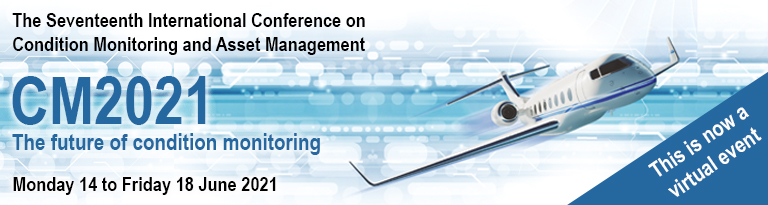 The Seventeenth International Conference on
Condition Monitoring and Asset Management
CM2021
The future of condition monitoring
Monday 14 to Friday 18 June 2021
This is now a
virtual event